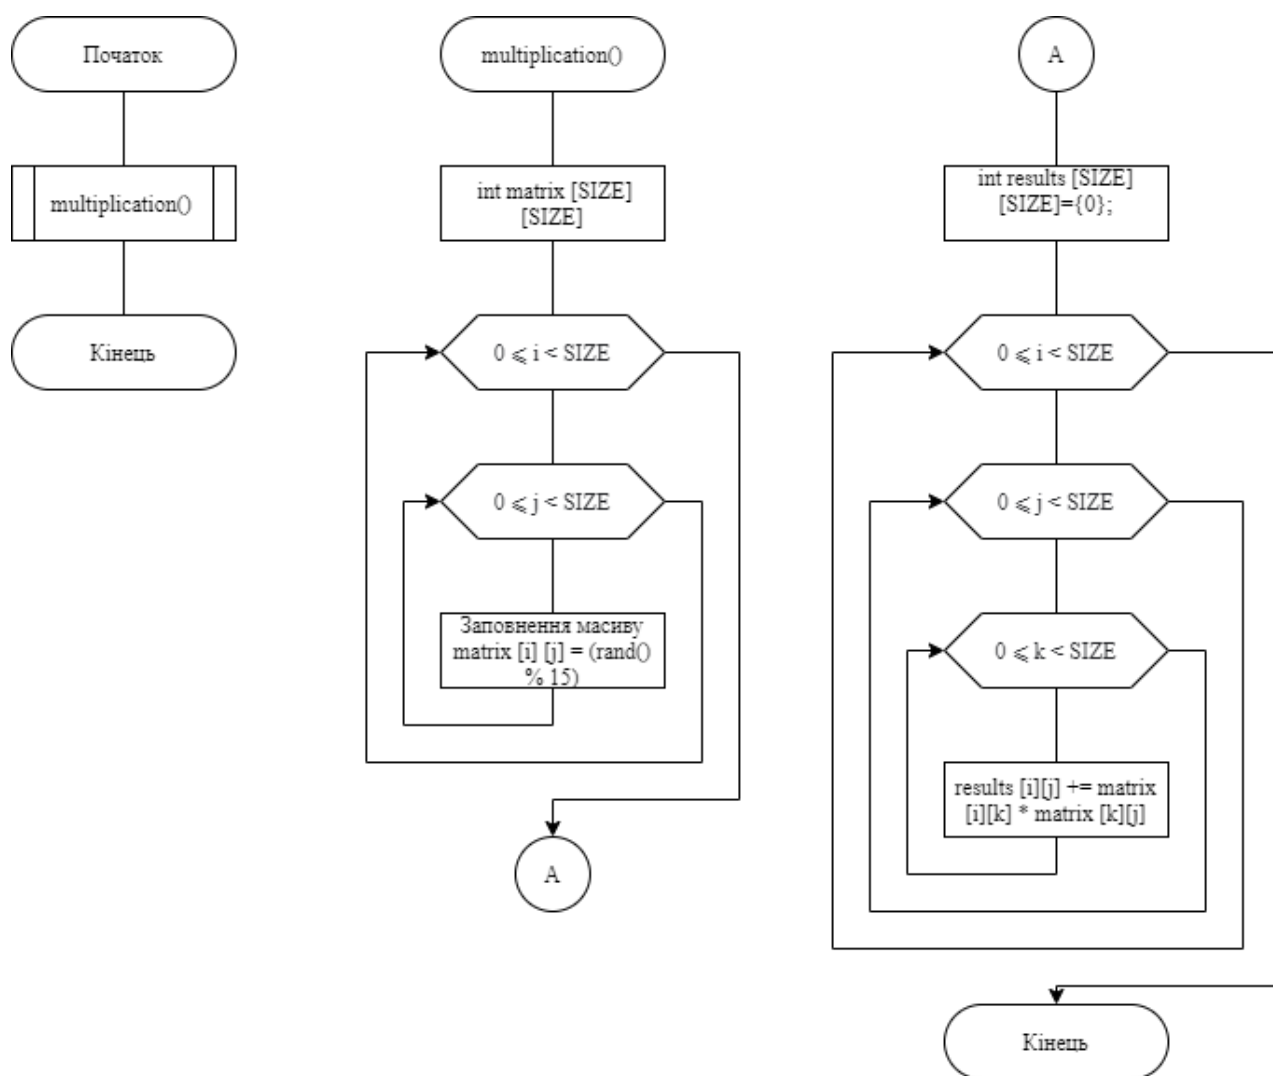 Початок
multiplication()
Кінець
multiplication()
int matrix [SIZE]
[SIZE]
0 ⩽ i < SIZE
0 ⩽ j < SIZE
Заповнення масиву
matrix [i] [j] = (rand()
% 15)
A
A
int results [SIZE]
[SIZE]={0};
0 ⩽ i < SIZE
0 ⩽ j < SIZE
0 ⩽ k < SIZE
results [i][j] += matrix
[i][k] * matrix [k][j]
Кінець